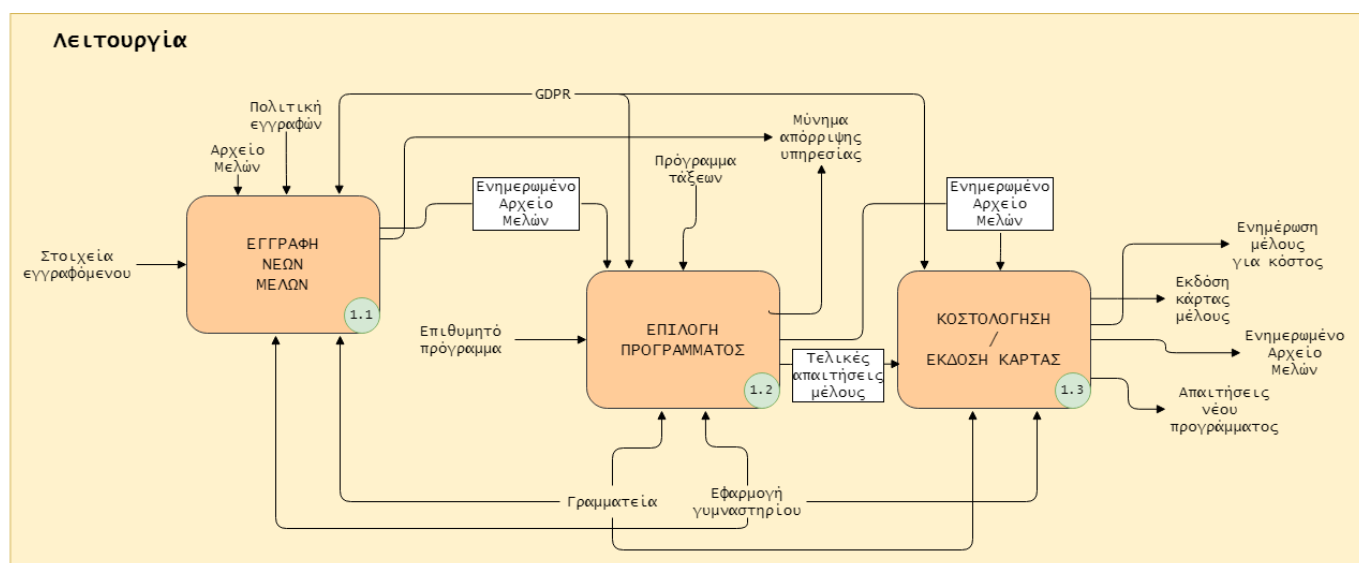 Λειτουργία
GDPR
Πολιτική
εγγραφών
Αρχείο
Μελών
Μύνημα
απόρριψης
υπηρεσίας
Πρόγραμμα
τάξεων
Ενημερωμένο
Αρχείο
Μελών
Ενημερωμένο
Αρχείο
Μελών
Στοιχεία
εγγραφόμενου
ΕΓΓΡΑΦΗ
ΝΕΩΝ
ΜΕΛΩΝ
1.1
Επιθυμητό
πρόγραμμα
ΕΠΙΛΟΓΗ
ΠΡΟΓΡΑΜΜΑΤΟΣ
1.2
Τελικές
απαιτήσεις
μέλους
ΚΟΣΤΟΛΟΓΗΣΗ
/
ΕΚΔΟΣΗ ΚΑΡΤΑΣ
1.3
Ενημέρωση
μέλους
για κόστος
Εκδόση
κάρτας
μέλους
Ενημερωμένο
Αρχείο
Μελών
Απαιτήσεις
νέου
προγράμματος
Γραμματεία
Εφαρμογή
γυμναστηρίου